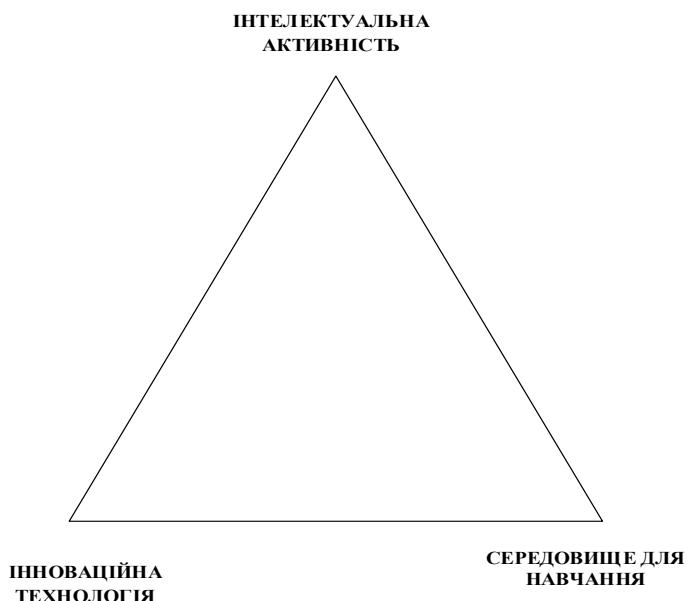 ІНТЕЛЕКТУАЛЬНА
АКТИВНІСТЬ
ІННОВАЦІЙНА
ТЕХНОЛОГІЯ
СЕРЕДОВИЩЕ ДЛЯ
НАВЧАННЯ